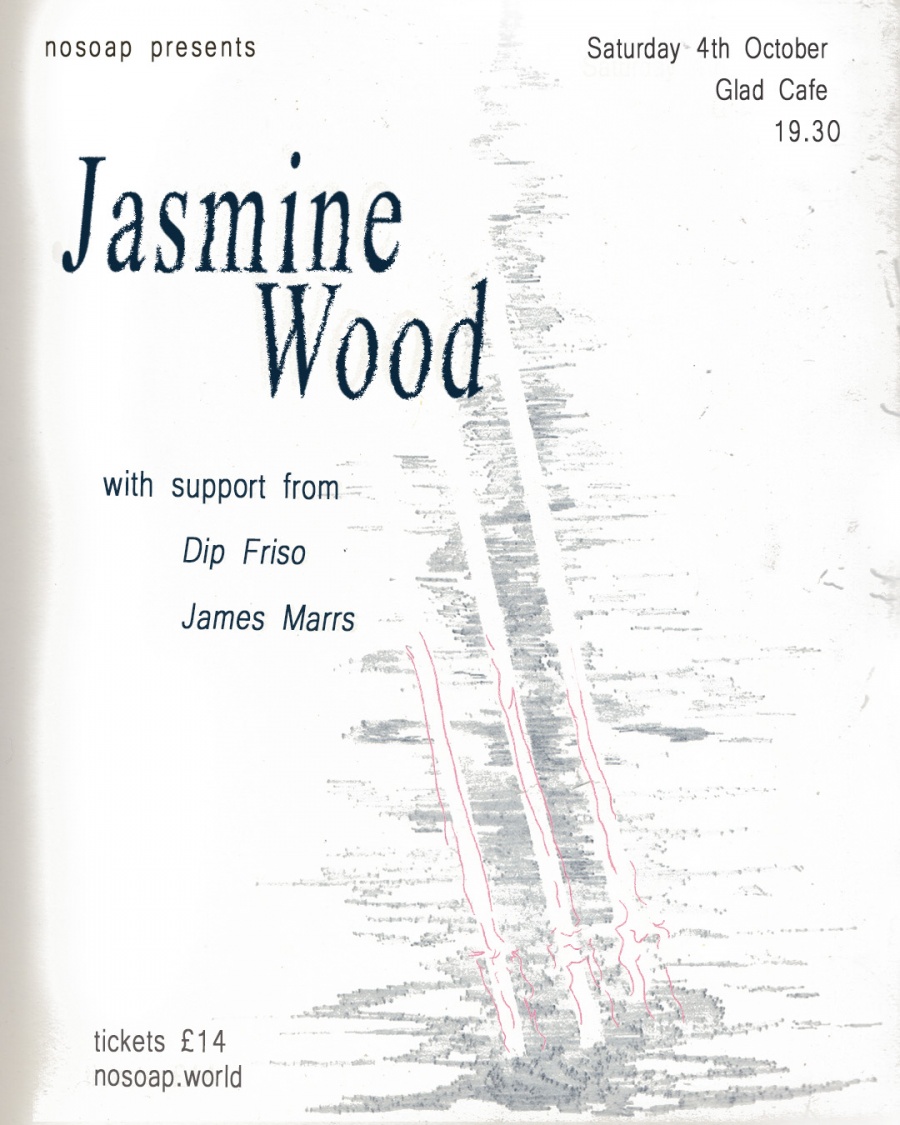 nosoap presents
Saturday 4th October
Glad Cafe
19.30
Jasmine
Wood
with support from
Dip Friso
James Marrs
tickets £14
nosoap.world